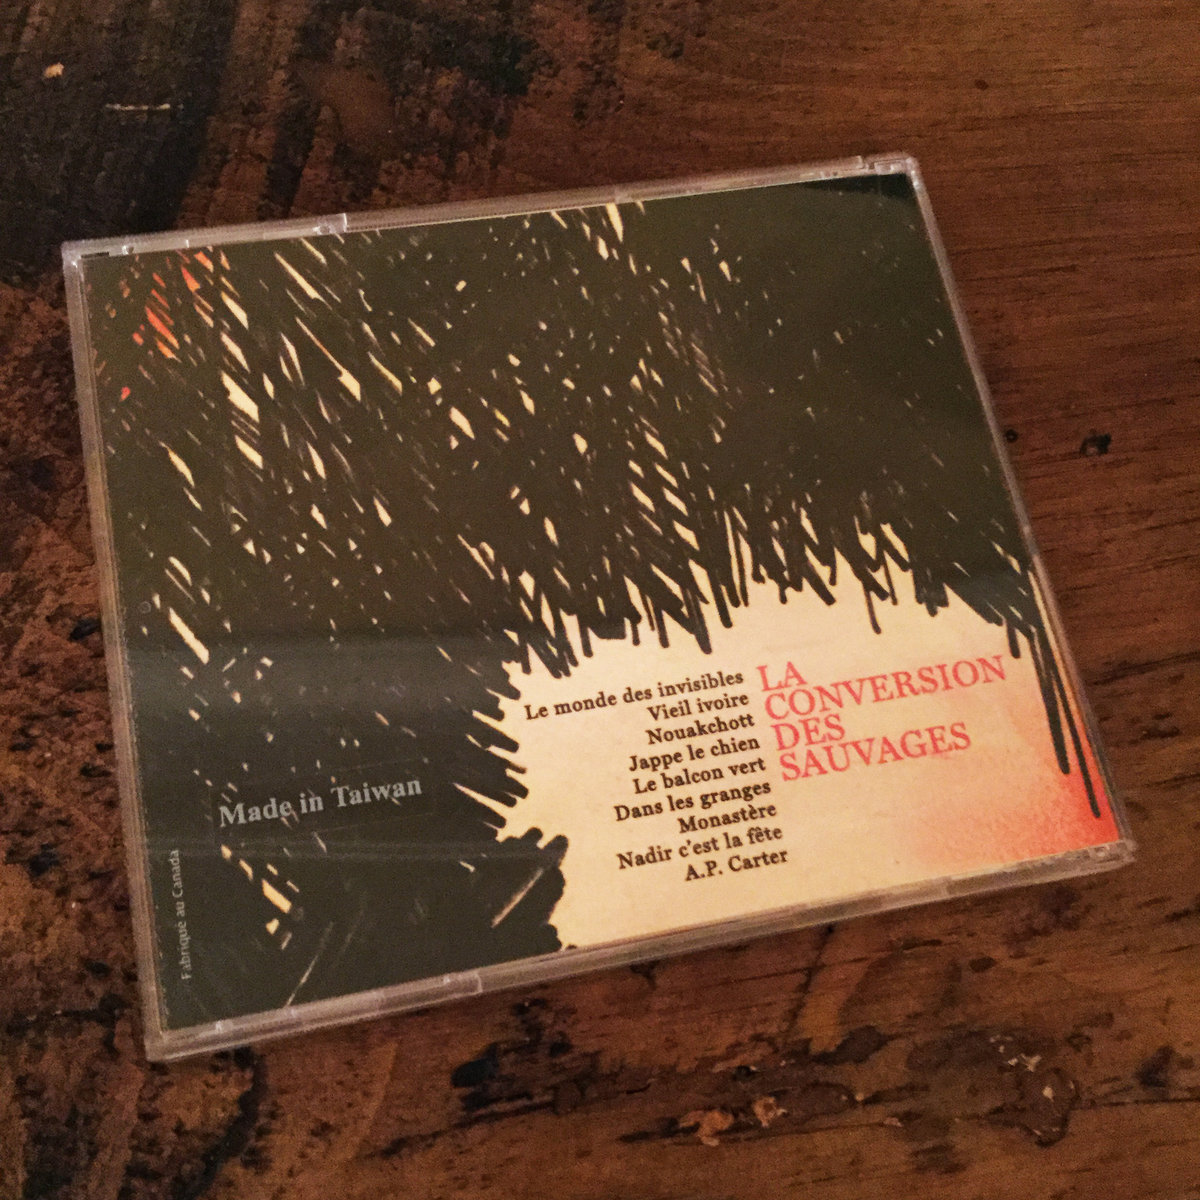 Le monde des invisibles
Vieil ivoire
Nouakchott
Jappe le chien
Le balcon vert
Dans les granges
Monastère
Nadir c'est la fête
A.P. Carter
LA
CONVERSION
DES
SAUVAGES
Made in Taiwan
Fabriqué au Canada